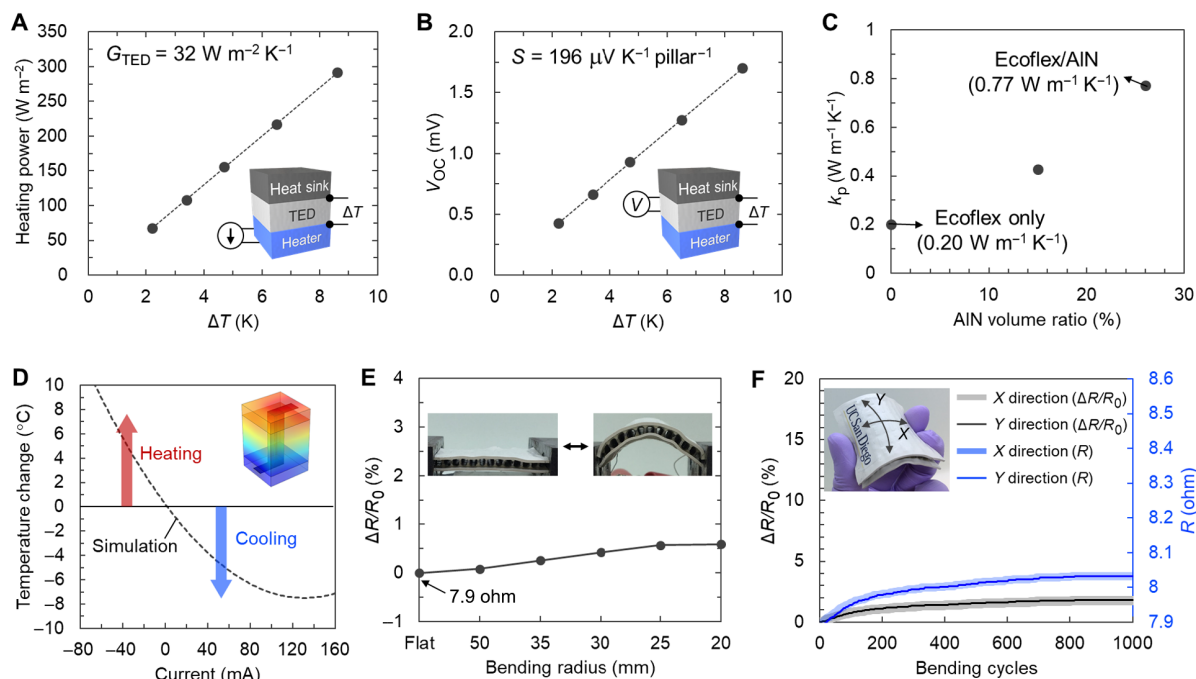 A
G_TED = 32 W m⁻² K⁻¹
Heating power (W m⁻²)
350
300
250
200
150
100
50
0
0 2 4 6 8 10
ΔT (K)
Heat sink
TED
Heater
ΔT
B
S = 196 μV K⁻¹ pillar⁻¹
V_OC (mV)
2.0
1.5
1.0
0.5
0.0
0 2 4 6 8 10
ΔT (K)
Heat sink
V
TED
Heater
ΔT
C
k_p (W m⁻¹ K⁻¹)
1
0.8
0.6
0.4
0.2
0
Ecoflex/AlN
(0.77 W m⁻¹ K⁻¹)
Ecoflex only
(0.20 W m⁻¹ K⁻¹)
0 10 20 30
AlN volume ratio (%)
D
Temperature change (°C)
10
8
6
4
2
0
−2
−4
−6
−8
−10
Heating
Simulation
Cooling
−80 −40 0 40 80 120 160
Current (mA)
E
ΔR/R₀ (%)
4
3
2
1
0
−1
7.9 ohm
Flat 50 35 30 25 20
Bending radius (mm)
F
ΔR/R₀ (%)
20
15
10
5
0
Y
X
UC San Diego
X direction (ΔR/R₀)
Y direction (ΔR/R₀)
X direction (R)
Y direction (R)
8.6
8.5
8.4
8.3
8.2
8.1
8
7.9
R (ohm)
0 200 400 600 800 1000
Bending cycles